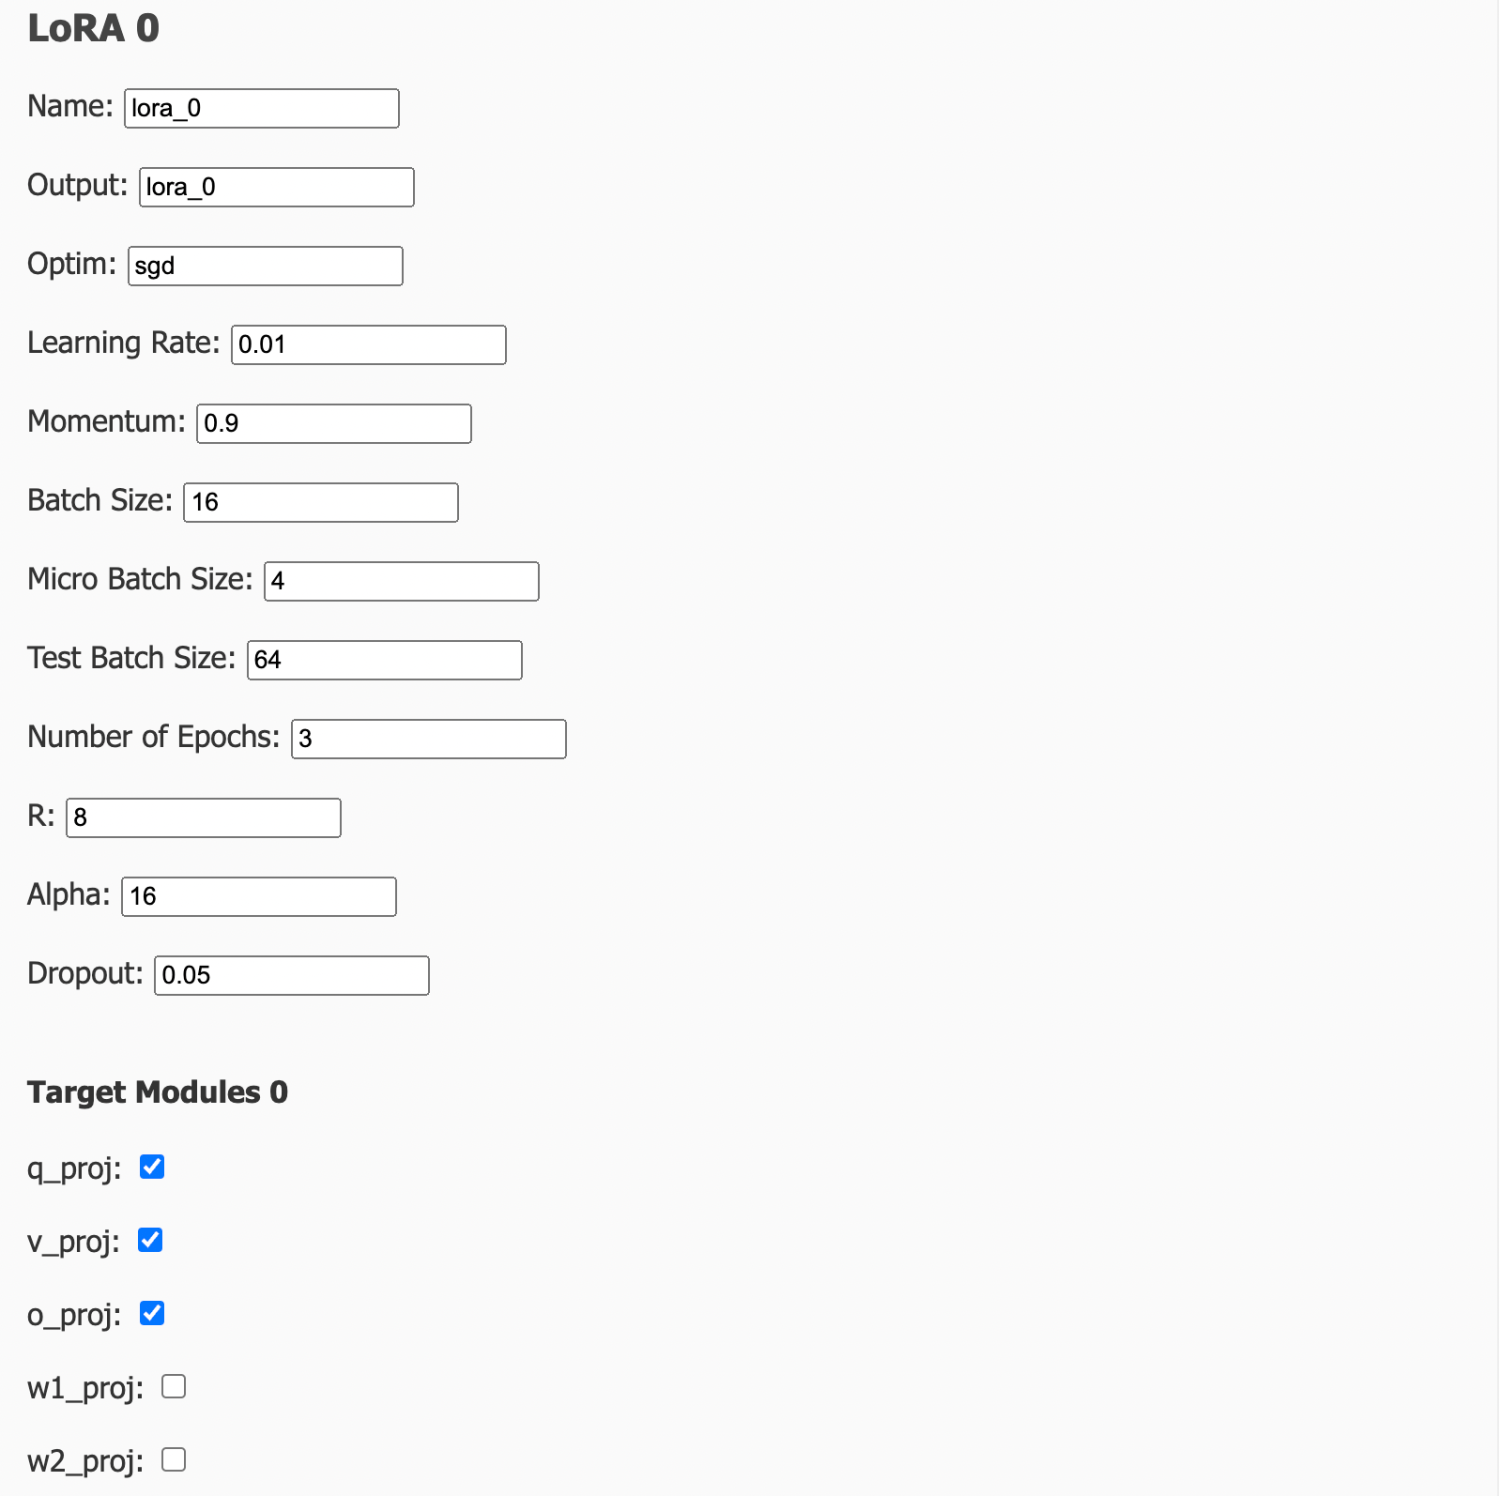 LoRA 0
Name: lora_0
Output: lora_0
Optim: sgd
Learning Rate: 0.01
Momentum: 0.9
Batch Size: 16
Micro Batch Size: 4
Test Batch Size: 64
Number of Epochs: 3
R: 8
Alpha: 16
Dropout: 0.05
Target Modules 0
q_proj:
v_proj:
o_proj:
w1_proj:
w2_proj: